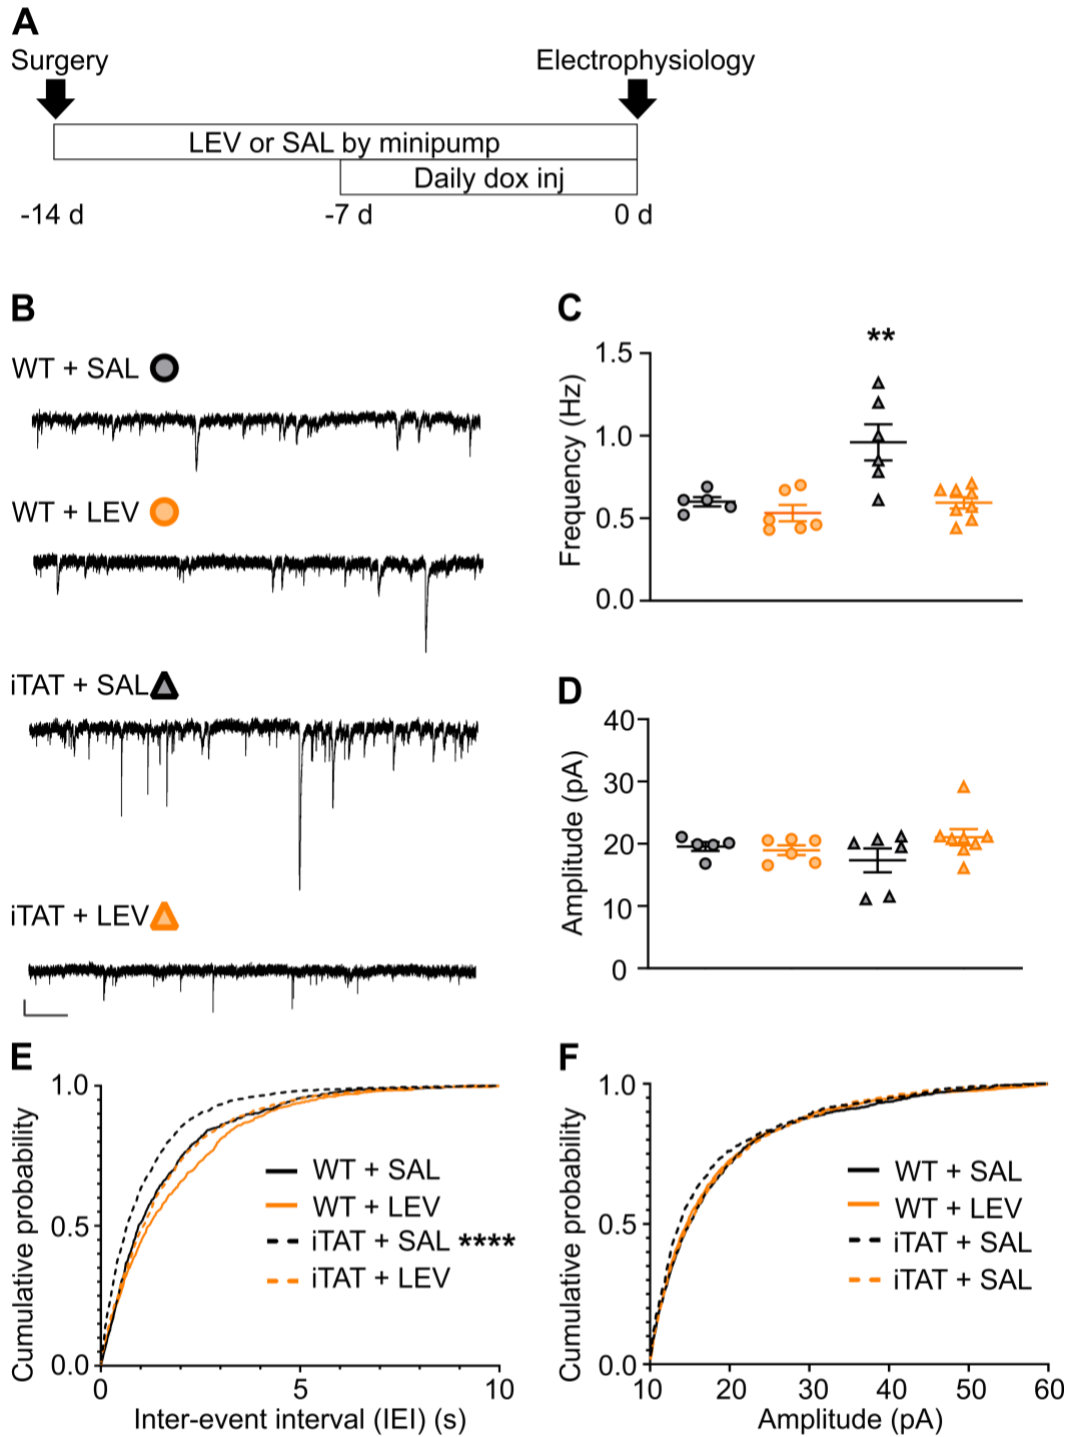 A
Surgery
Electrophysiology
LEV or SAL by minipump
Daily dox inj
-14 d
-7 d
0 d
B
WT + SAL
WT + LEV
iTAT + SAL
iTAT + LEV
C
**
Frequency (Hz)
1.5
1.0
0.5
0.0
D
Amplitude (pA)
40
30
20
10
0
E
Cumulative probability
1.0
0.5
0.0
WT + SAL
WT + LEV
iTAT + SAL ****
iTAT + LEV
0
5
10
Inter-event interval (IEI) (s)
F
Cumulative probability
1.0
0.5
0.0
WT + SAL
WT + LEV
iTAT + SAL
iTAT + SAL
10
20
30
40
50
60
Amplitude (pA)